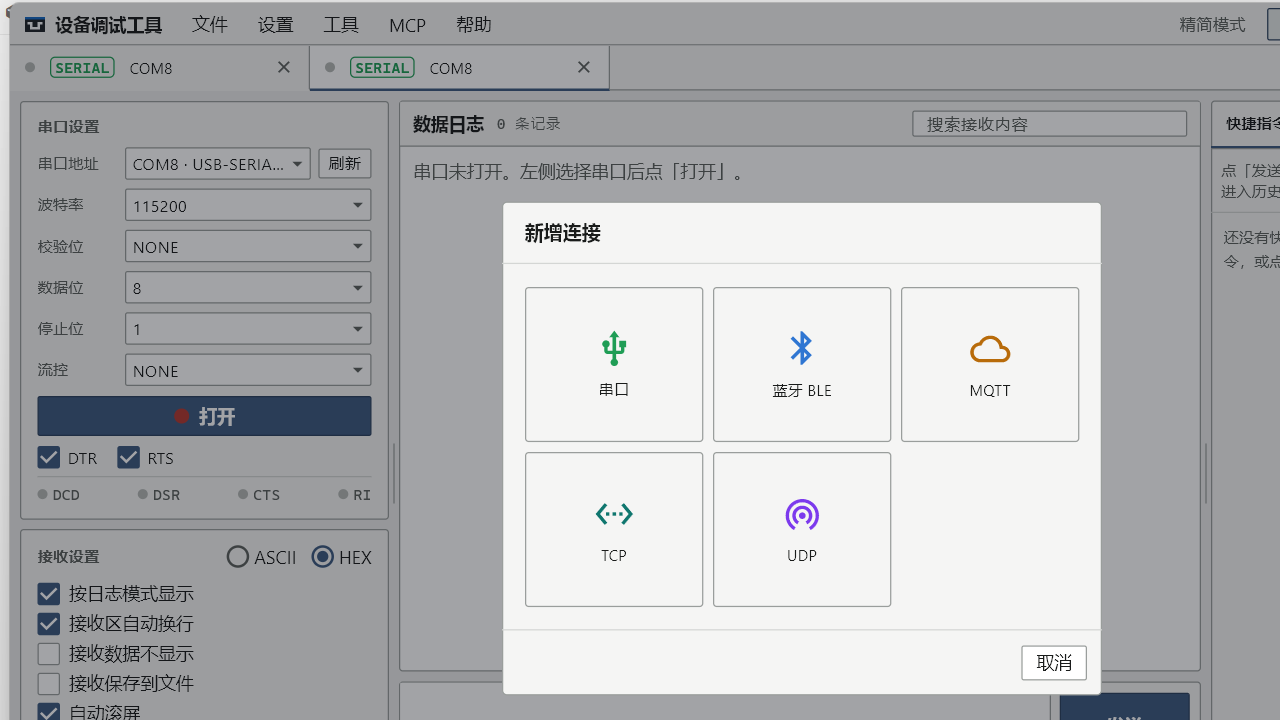 设备调试工具 文件 设置 工具 MCP 帮助 精简模式
SERIAL COM8 SERIAL COM8
串口设置
串口地址 COM8 · USB-SERIA... 刷新
波特率 115200
校验位 NONE
数据位 8
停止位 1
流控 NONE
打开
DTR RTS
DCD DSR CTS RI
接收设置 ASCII HEX
按日志模式显示
接收区自动换行
接收数据不显示
接收保存到文件
自动滚屏
数据日志 0 条记录 搜索接收内容
串口未打开。左侧选择串口后点「打开」。
新增连接
串口
蓝牙 BLE
MQTT
TCP
UDP
取消
快捷指令
点「发送
进入历史
还没有快
令，或点